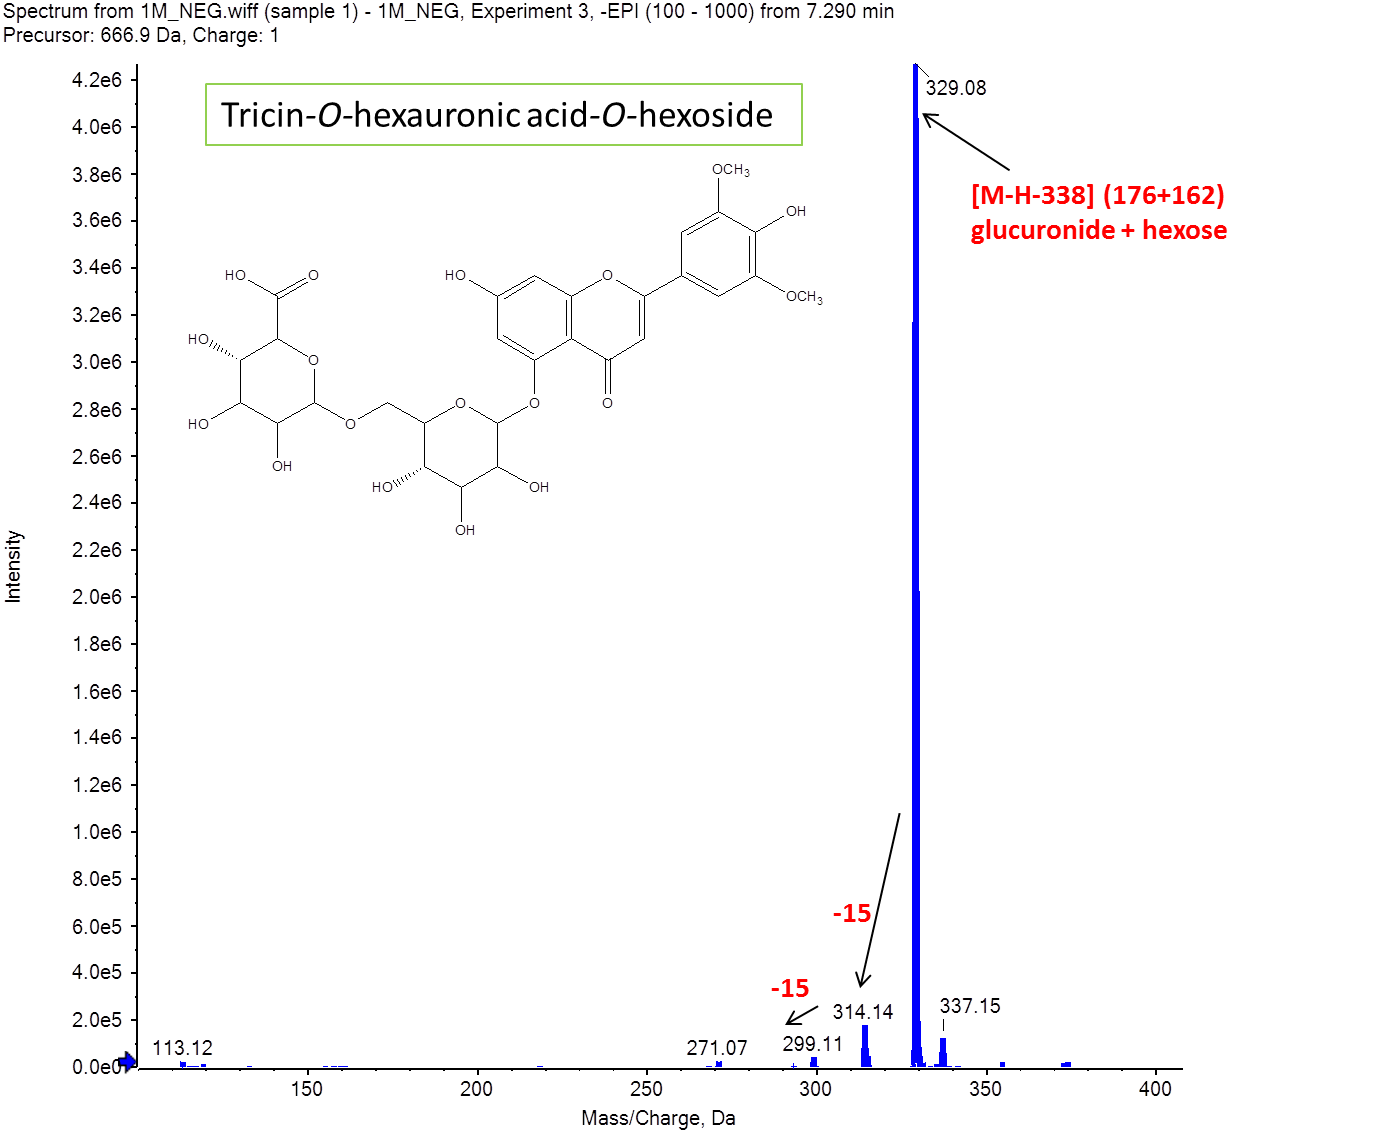 Spectrum from 1M_NEG.wiff (sample 1) - 1M_NEG, Experiment 3, -EPI (100 - 1000) from 7.290 min
Precursor: 666.9 Da, Charge: 1
Tricin-O-hexauronic acid-O-hexoside
329.08
[M-H-338] (176+162)
glucuronide + hexose
OCH3
OH
OCH3
HO
O
O
O
HO
O
HO
O
HO
OH
O
O
HO
OH
OH
Intensity
4.2e6
4.0e6
3.8e6
3.6e6
3.4e6
3.2e6
3.0e6
2.8e6
2.6e6
2.4e6
2.2e6
2.0e6
1.8e6
1.6e6
1.4e6
1.2e6
1.0e6
8.0e5
6.0e5
4.0e5
2.0e5
0.0e0
-15
-15
113.12
271.07
299.11
314.14
337.15
150 200 250 300 350 400
Mass/Charge, Da